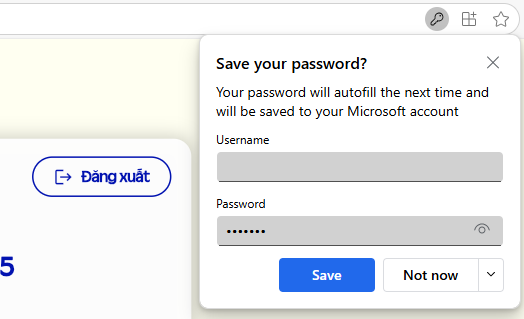 Save your password?
Your password will autofill the next time and
will be saved to your Microsoft account
Username
Đăng xuất
Password
•••••••
5
Save
Not now